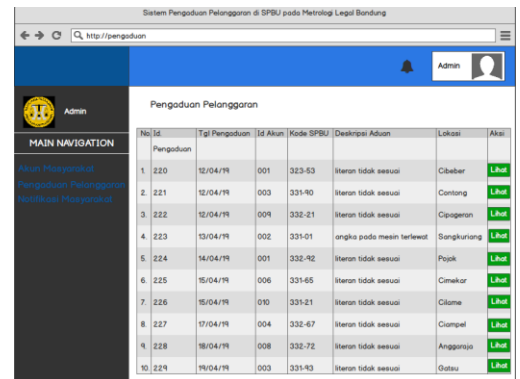 Sistem Pengaduan Pelanggaran di SPBU pada Metrologi Legal Bandung
http://pengaduan
Admin
Admin
MAIN NAVIGATION
Akun Masyarakat
Pengaduan Pelanggaran
Notifikasi Masyarakat
Pengaduan Pelanggaran
No. Id. Pengaduan Tgl Pengaduan Id Akun Kode SPBU Deskripsi Aduan Lokasi Aksi
1. 220 12/04/19 001 323-53 literan tidak sesuai Cibeber Lihat
2. 221 12/04/19 003 331-90 literan tidak sesuai Contong Lihat
3. 222 12/04/19 009 332-21 literan tidak sesuai Cipageran Lihat
4. 223 13/04/19 002 331-01 angka pada mesin terlewat Sangkuriang Lihat
5. 224 14/04/19 001 332-92 literan tidak sesuai Pojok Lihat
6. 225 15/04/19 006 331-65 literan tidak sesuai Cimekar Lihat
7. 226 15/04/19 010 331-21 literan tidak sesuai Cilame Lihat
8. 227 17/04/19 004 332-67 literan tidak sesuai Ciampel Lihat
9. 228 18/04/19 008 332-72 literan tidak sesuai Anggaraja Lihat
10. 229 19/04/19 003 331-93 literan tidak sesuai Gatsu Lihat